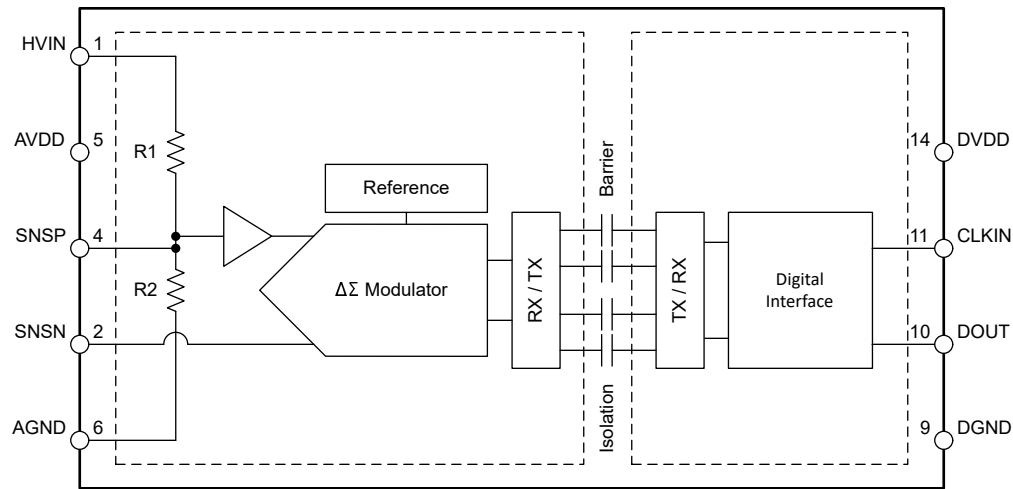 HVIN
1
AVDD
5
R1
SNSP
4
R2
SNSN
2
AGND
6
Reference
ΔΣ Modulator
RX / TX
Barrier
Isolation
TX / RX
Digital
Interface
14
DVDD
11
CLKIN
10
DOUT
9
DGND